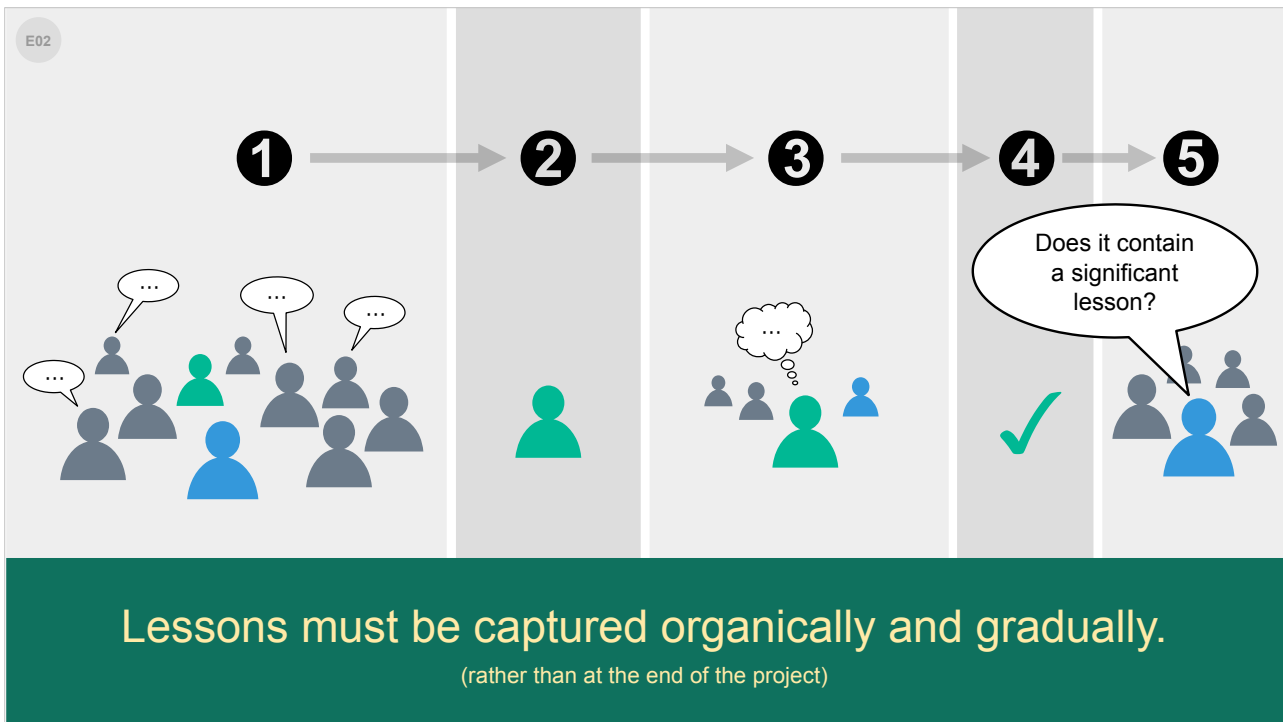 E02
1
2
3
4
5
Does it contain
a significant
lesson?
...
...
...
...
...
Lessons must be captured organically and gradually.
(rather than at the end of the project)